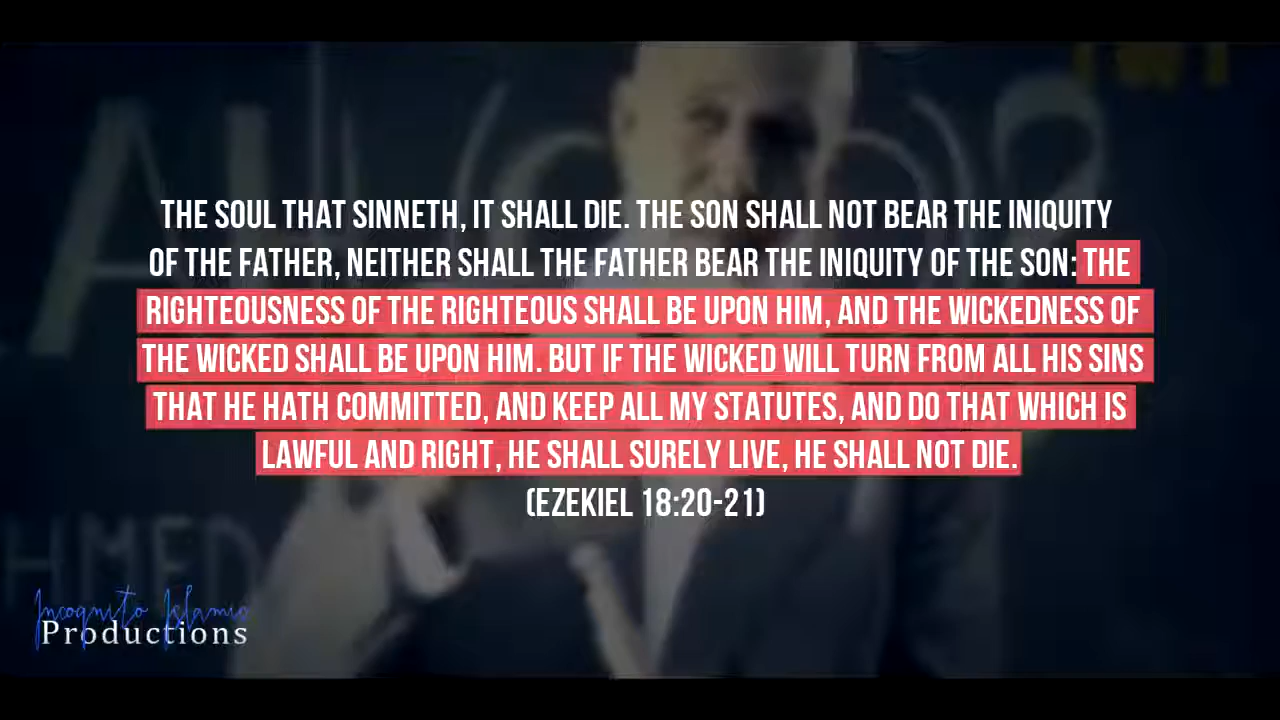 THE SOUL THAT SINNETH, IT SHALL DIE. THE SON SHALL NOT BEAR THE INIQUITY
OF THE FATHER, NEITHER SHALL THE FATHER BEAR THE INIQUITY OF THE SON: THE
RIGHTEOUSNESS OF THE RIGHTEOUS SHALL BE UPON HIM, AND THE WICKEDNESS OF
THE WICKED SHALL BE UPON HIM. BUT IF THE WICKED WILL TURN FROM ALL HIS SINS
THAT HE HATH COMMITTED, AND KEEP ALL MY STATUTES, AND DO THAT WHICH IS
LAWFUL AND RIGHT, HE SHALL SURELY LIVE, HE SHALL NOT DIE.
(EZEKIEL 18:20-21)
Incognito Islamic
Productions